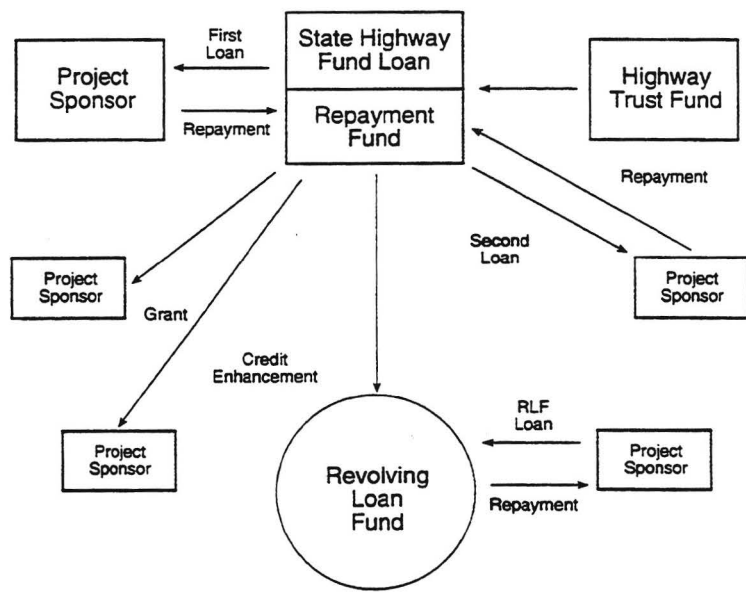 First
Loan
Project
Sponsor
Repayment
State Highway
Fund Loan
Repayment
Fund
Highway
Trust Fund
Repayment
Second
Loan
Project
Sponsor
Project
Sponsor
Grant
Credit
Enhancement
Project
Sponsor
Revolving
Loan
Fund
RLF
Loan
Repayment
Project
Sponsor